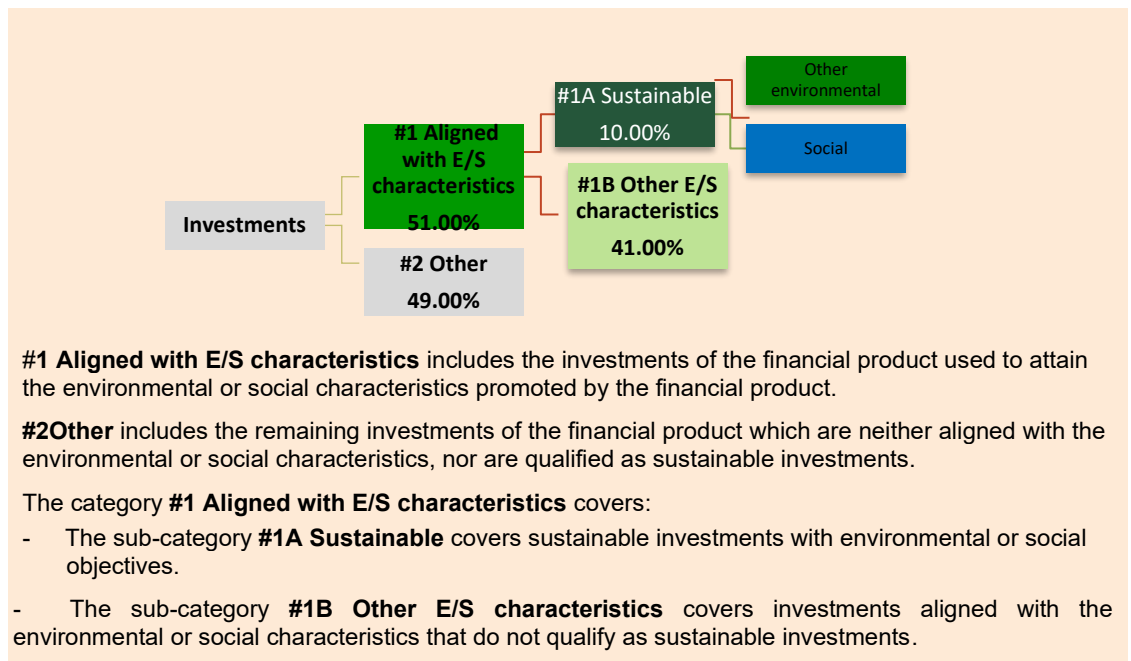 Investments
#1 Aligned
with E/S
characteristics
51.00%
#2 Other
49.00%
#1A Sustainable
10.00%
#1B Other E/S
characteristics
41.00%
Other
environmental
Social
#1 Aligned with E/S characteristics includes the investments of the financial product used to attain
the environmental or social characteristics promoted by the financial product.
#2Other includes the remaining investments of the financial product which are neither aligned with the
environmental or social characteristics, nor are qualified as sustainable investments.
The category #1 Aligned with E/S characteristics covers:
- The sub-category #1A Sustainable covers sustainable investments with environmental or social
objectives.
- The sub-category #1B Other E/S characteristics covers investments aligned with the
environmental or social characteristics that do not qualify as sustainable investments.